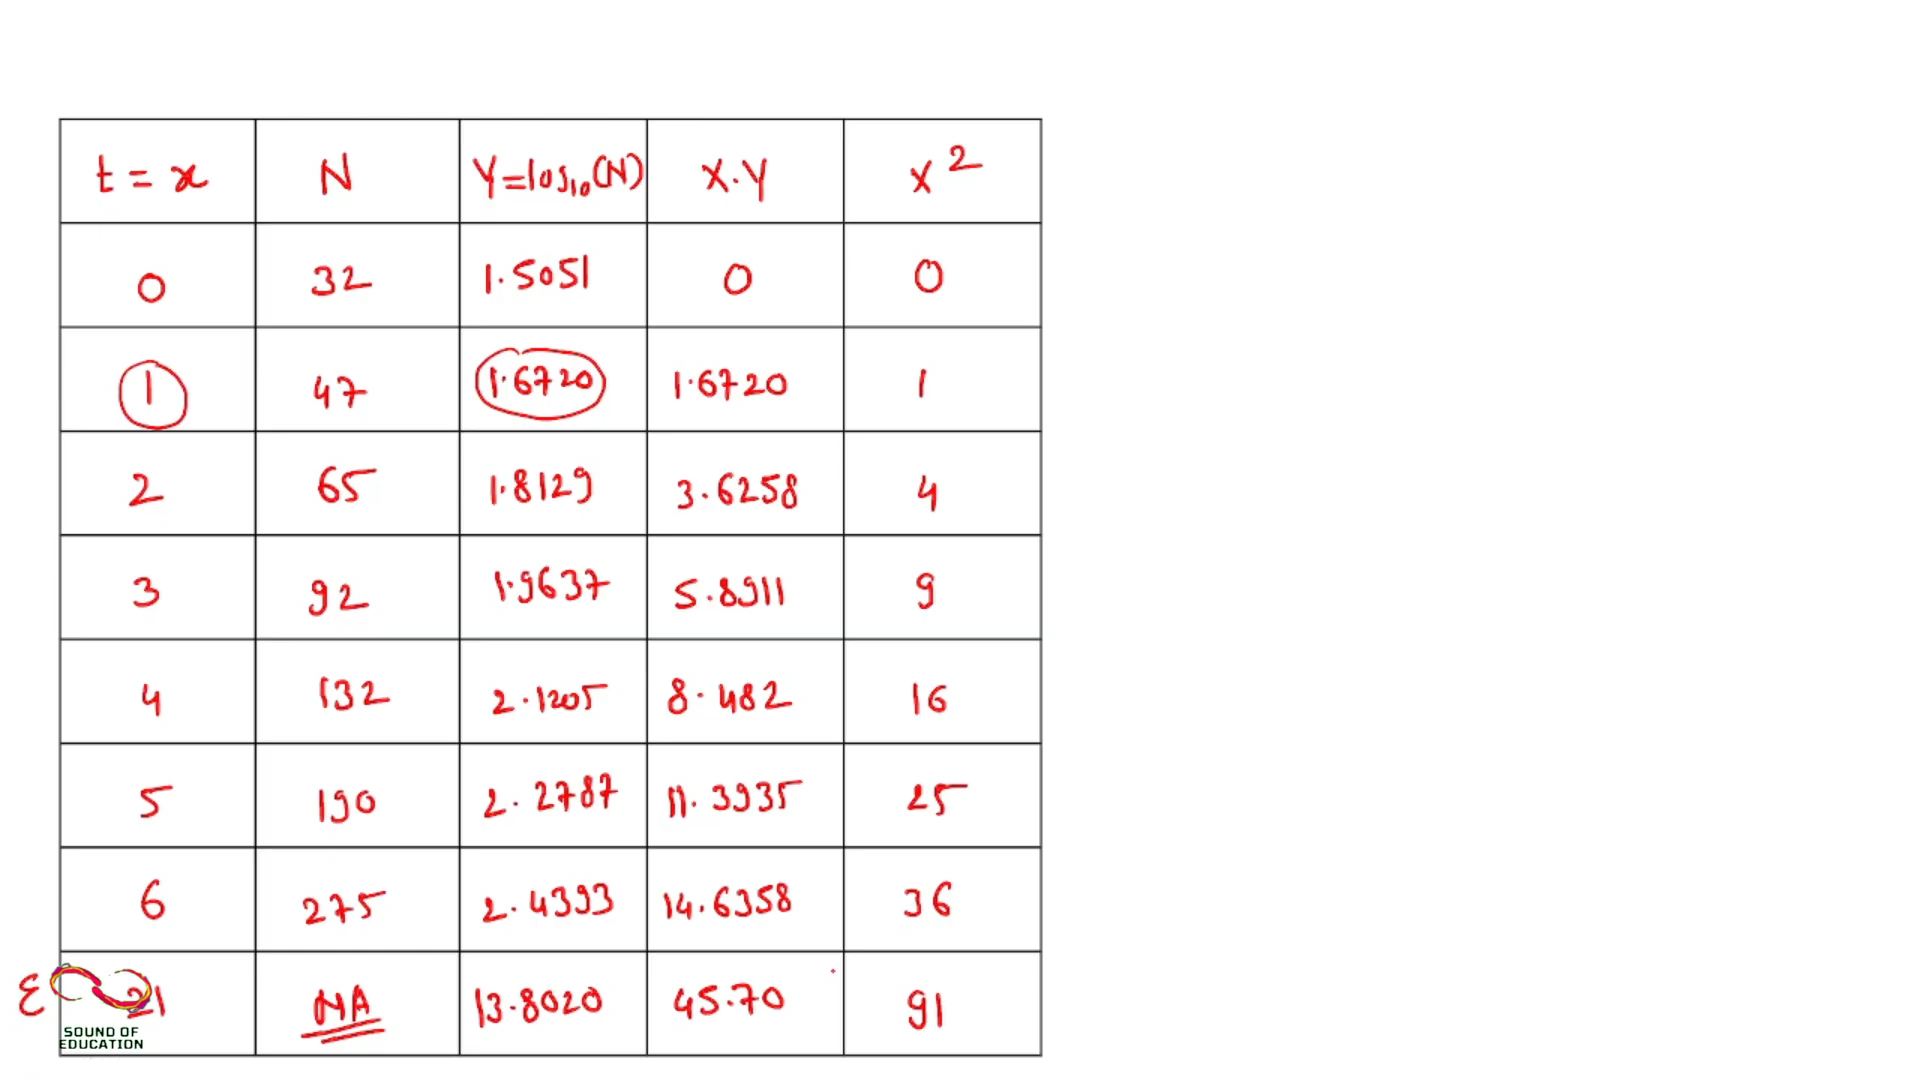 t = x N Y=log10(N) X.Y X²
0 32 1.5051 0 0
1 47 1.6720 1.6720 1
2 65 1.8129 3.6258 4
3 92 1.9637 5.8911 9
4 132 2.1205 8.482 16
5 190 2.2787 11.3935 25
6 275 2.4393 14.6358 36
Σ 21 NA 13.8020 45.70 91
SOUND OF
EDUCATION